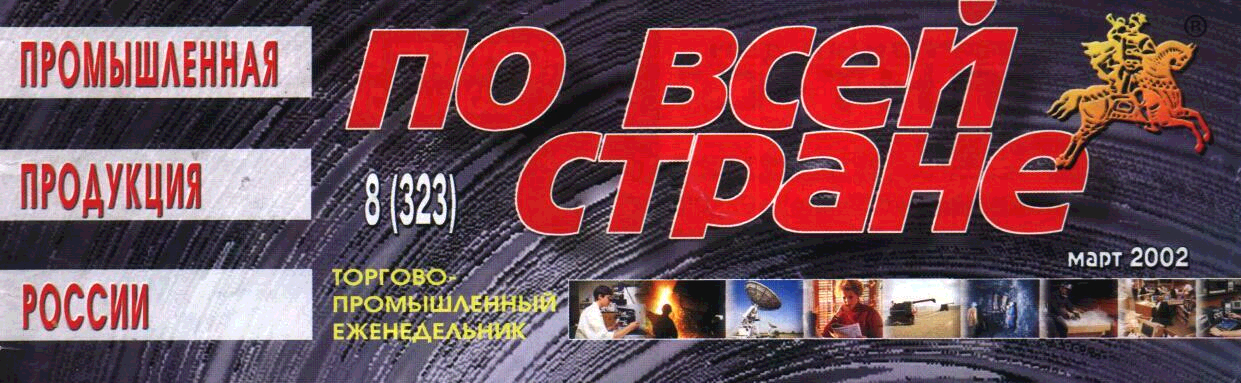 ПРОМЫШЛЕННАЯ
ПРОДУКЦИЯ
РОССИИ
ПО ВСЕЙ
СТРАНЕ
®
8 (323)
март 2002
ТОРГОВО-
ПРОМЫШЛЕННЫЙ
ЕЖЕНЕДЕЛЬНИК